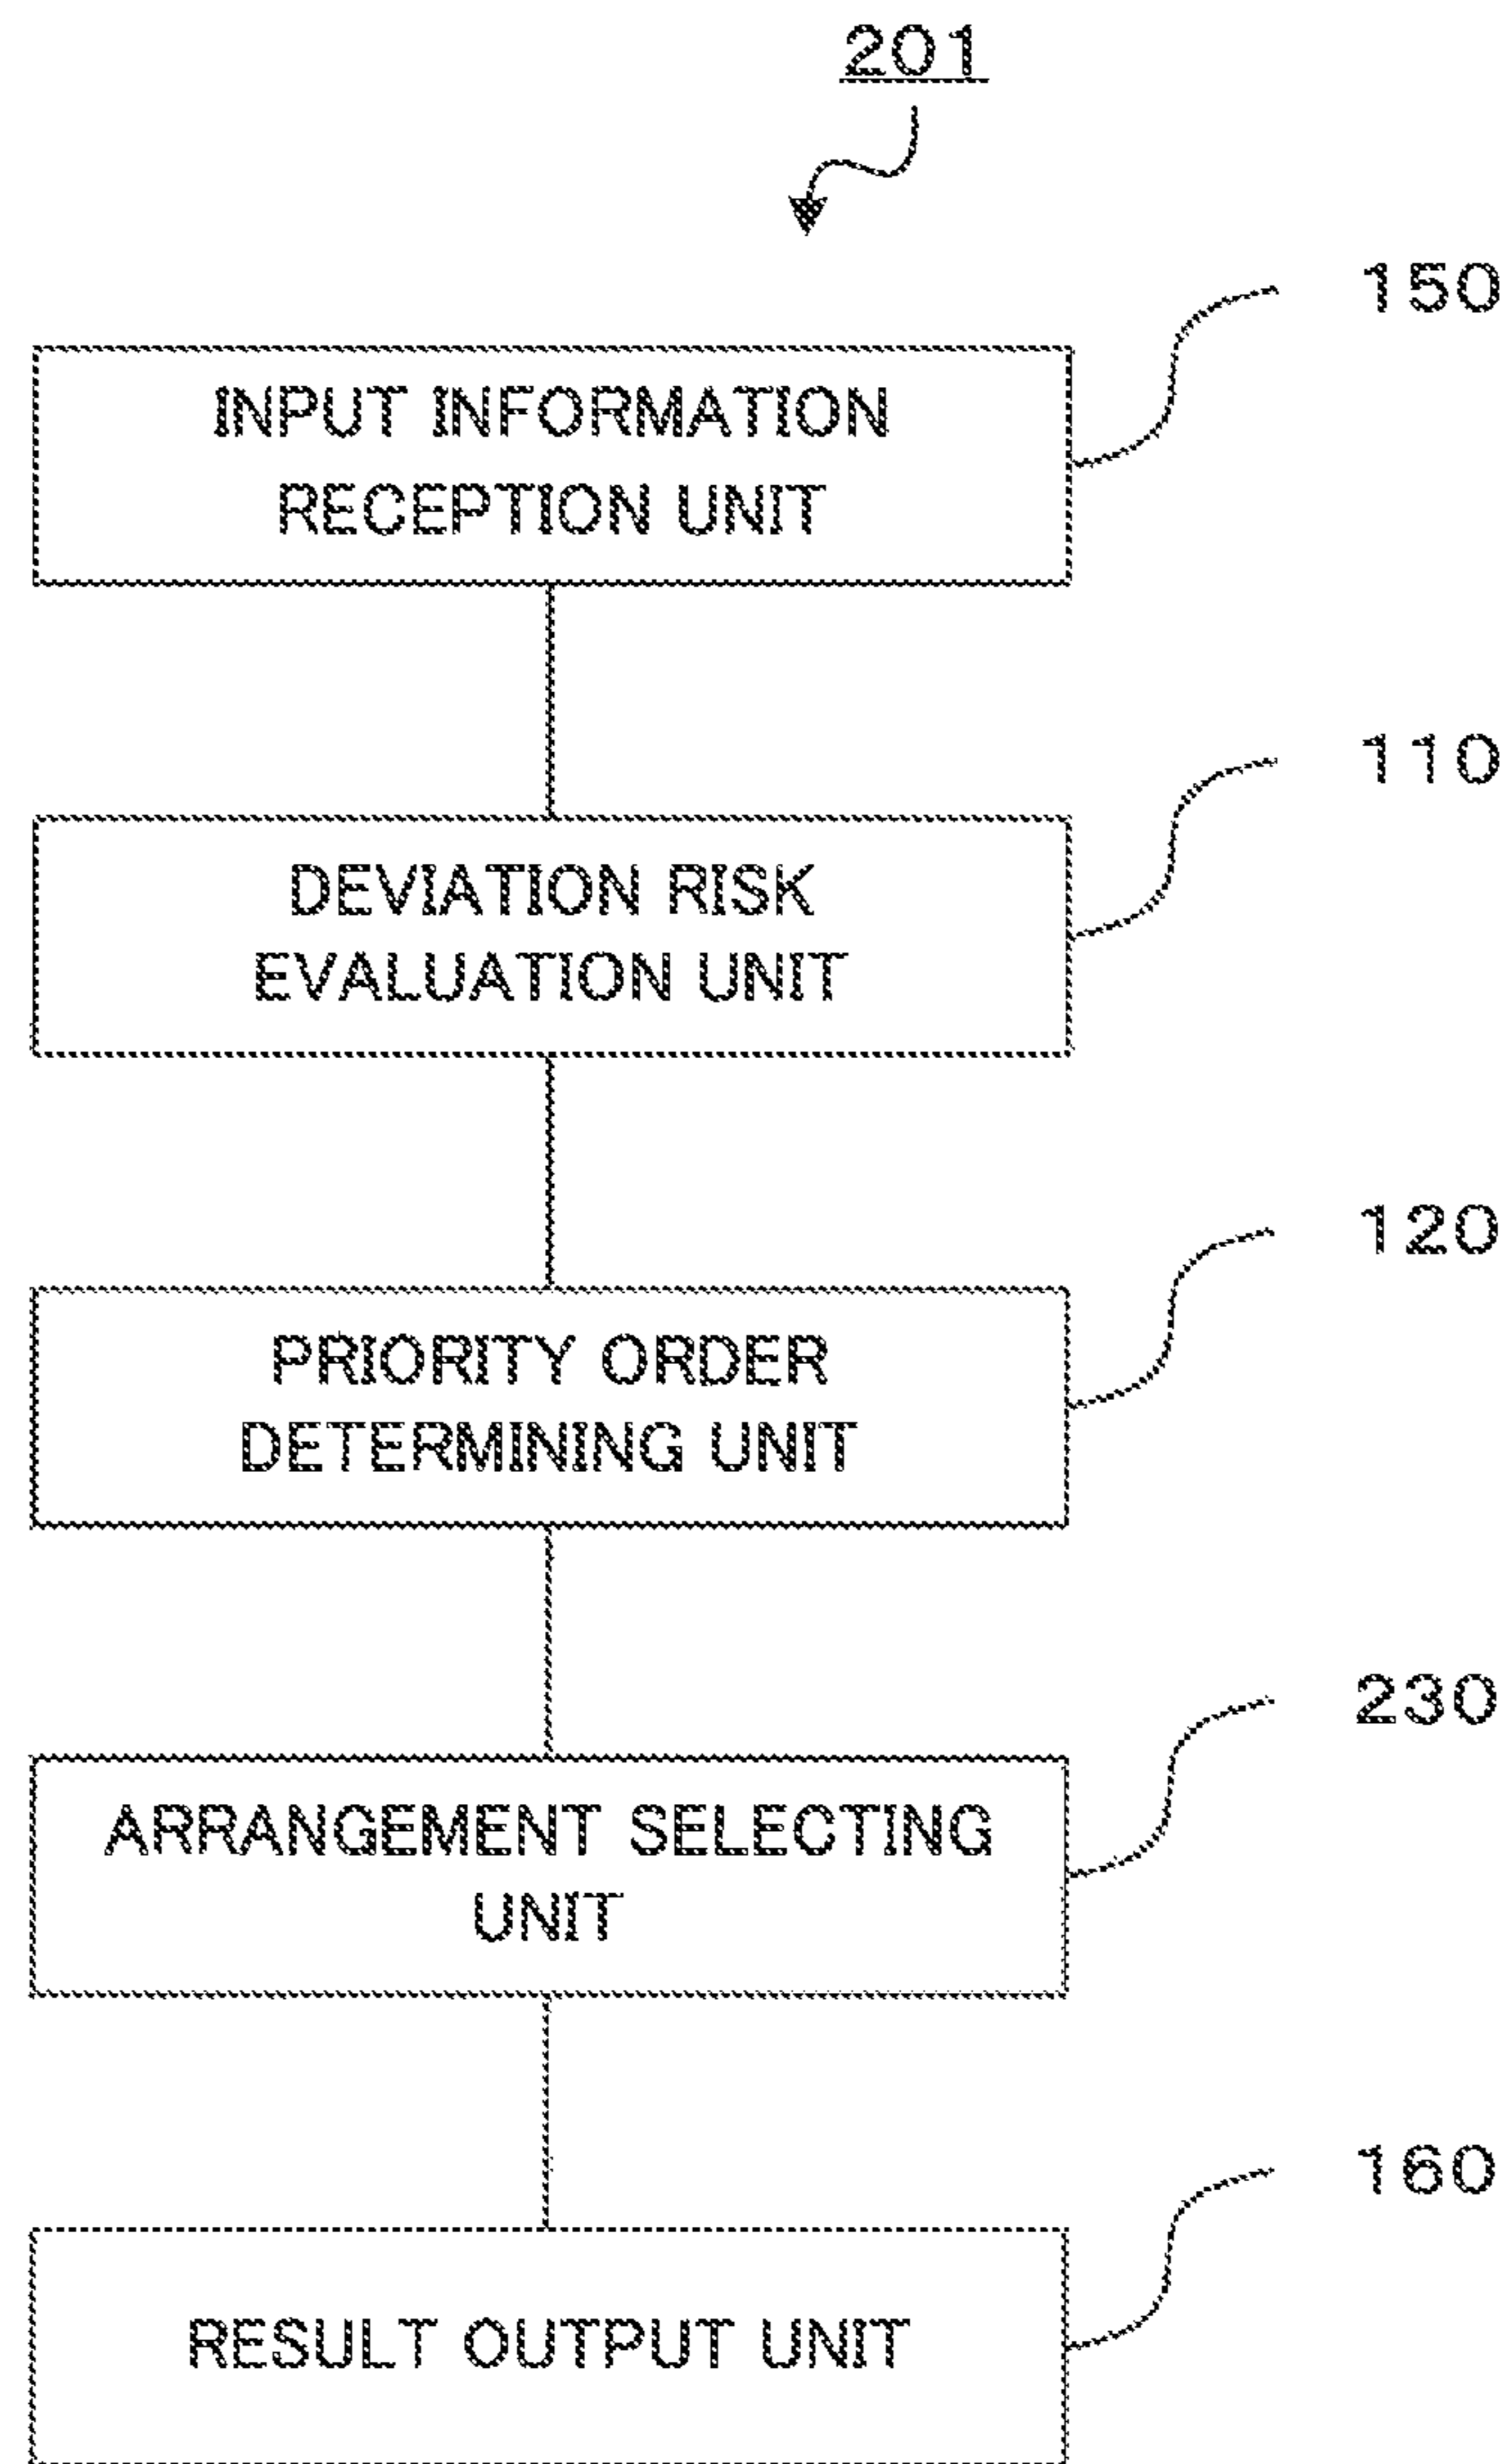 201
150
INPUT INFORMATION
RECEPTION UNIT
110
DEVIATION RISK
EVALUATION UNIT
120
PRIORITY ORDER
DETERMINING UNIT
230
ARRANGEMENT SELECTING
UNIT
160
RESULT OUTPUT UNIT